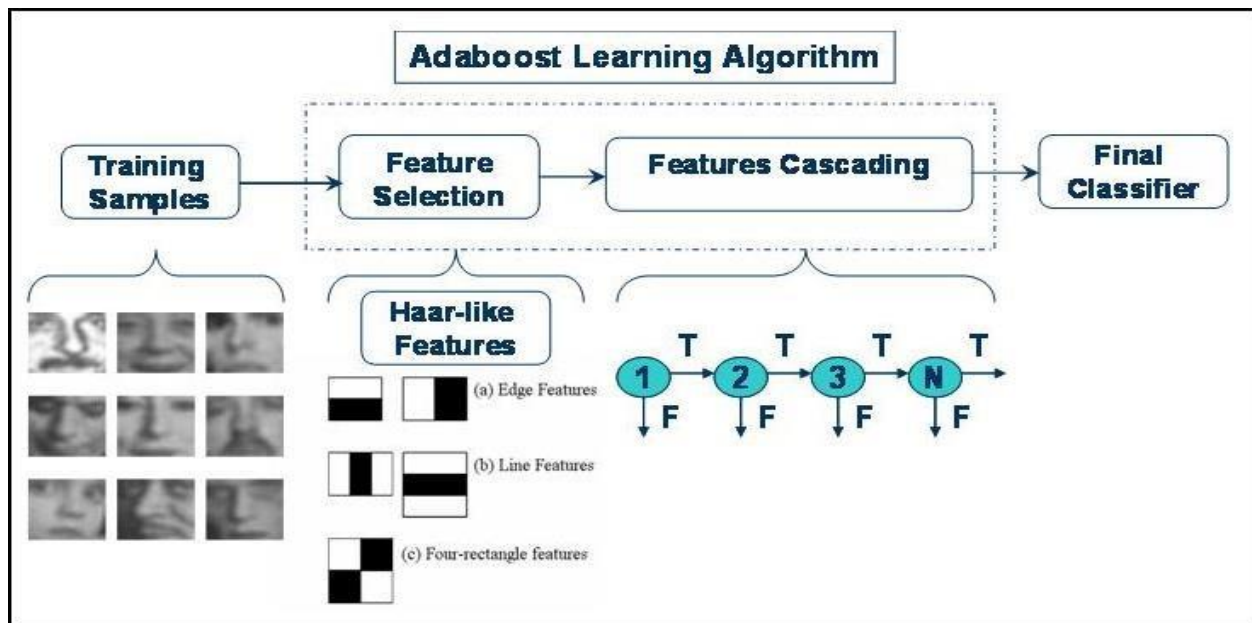 Adaboost Learning Algorithm
Training
Samples
Feature
Selection
Features Cascading
Final
Classifier
Haar-like
Features
(a) Edge Features
(b) Line Features
(c) Four-rectangle features
T T T T
1 2 3 N
F F F F